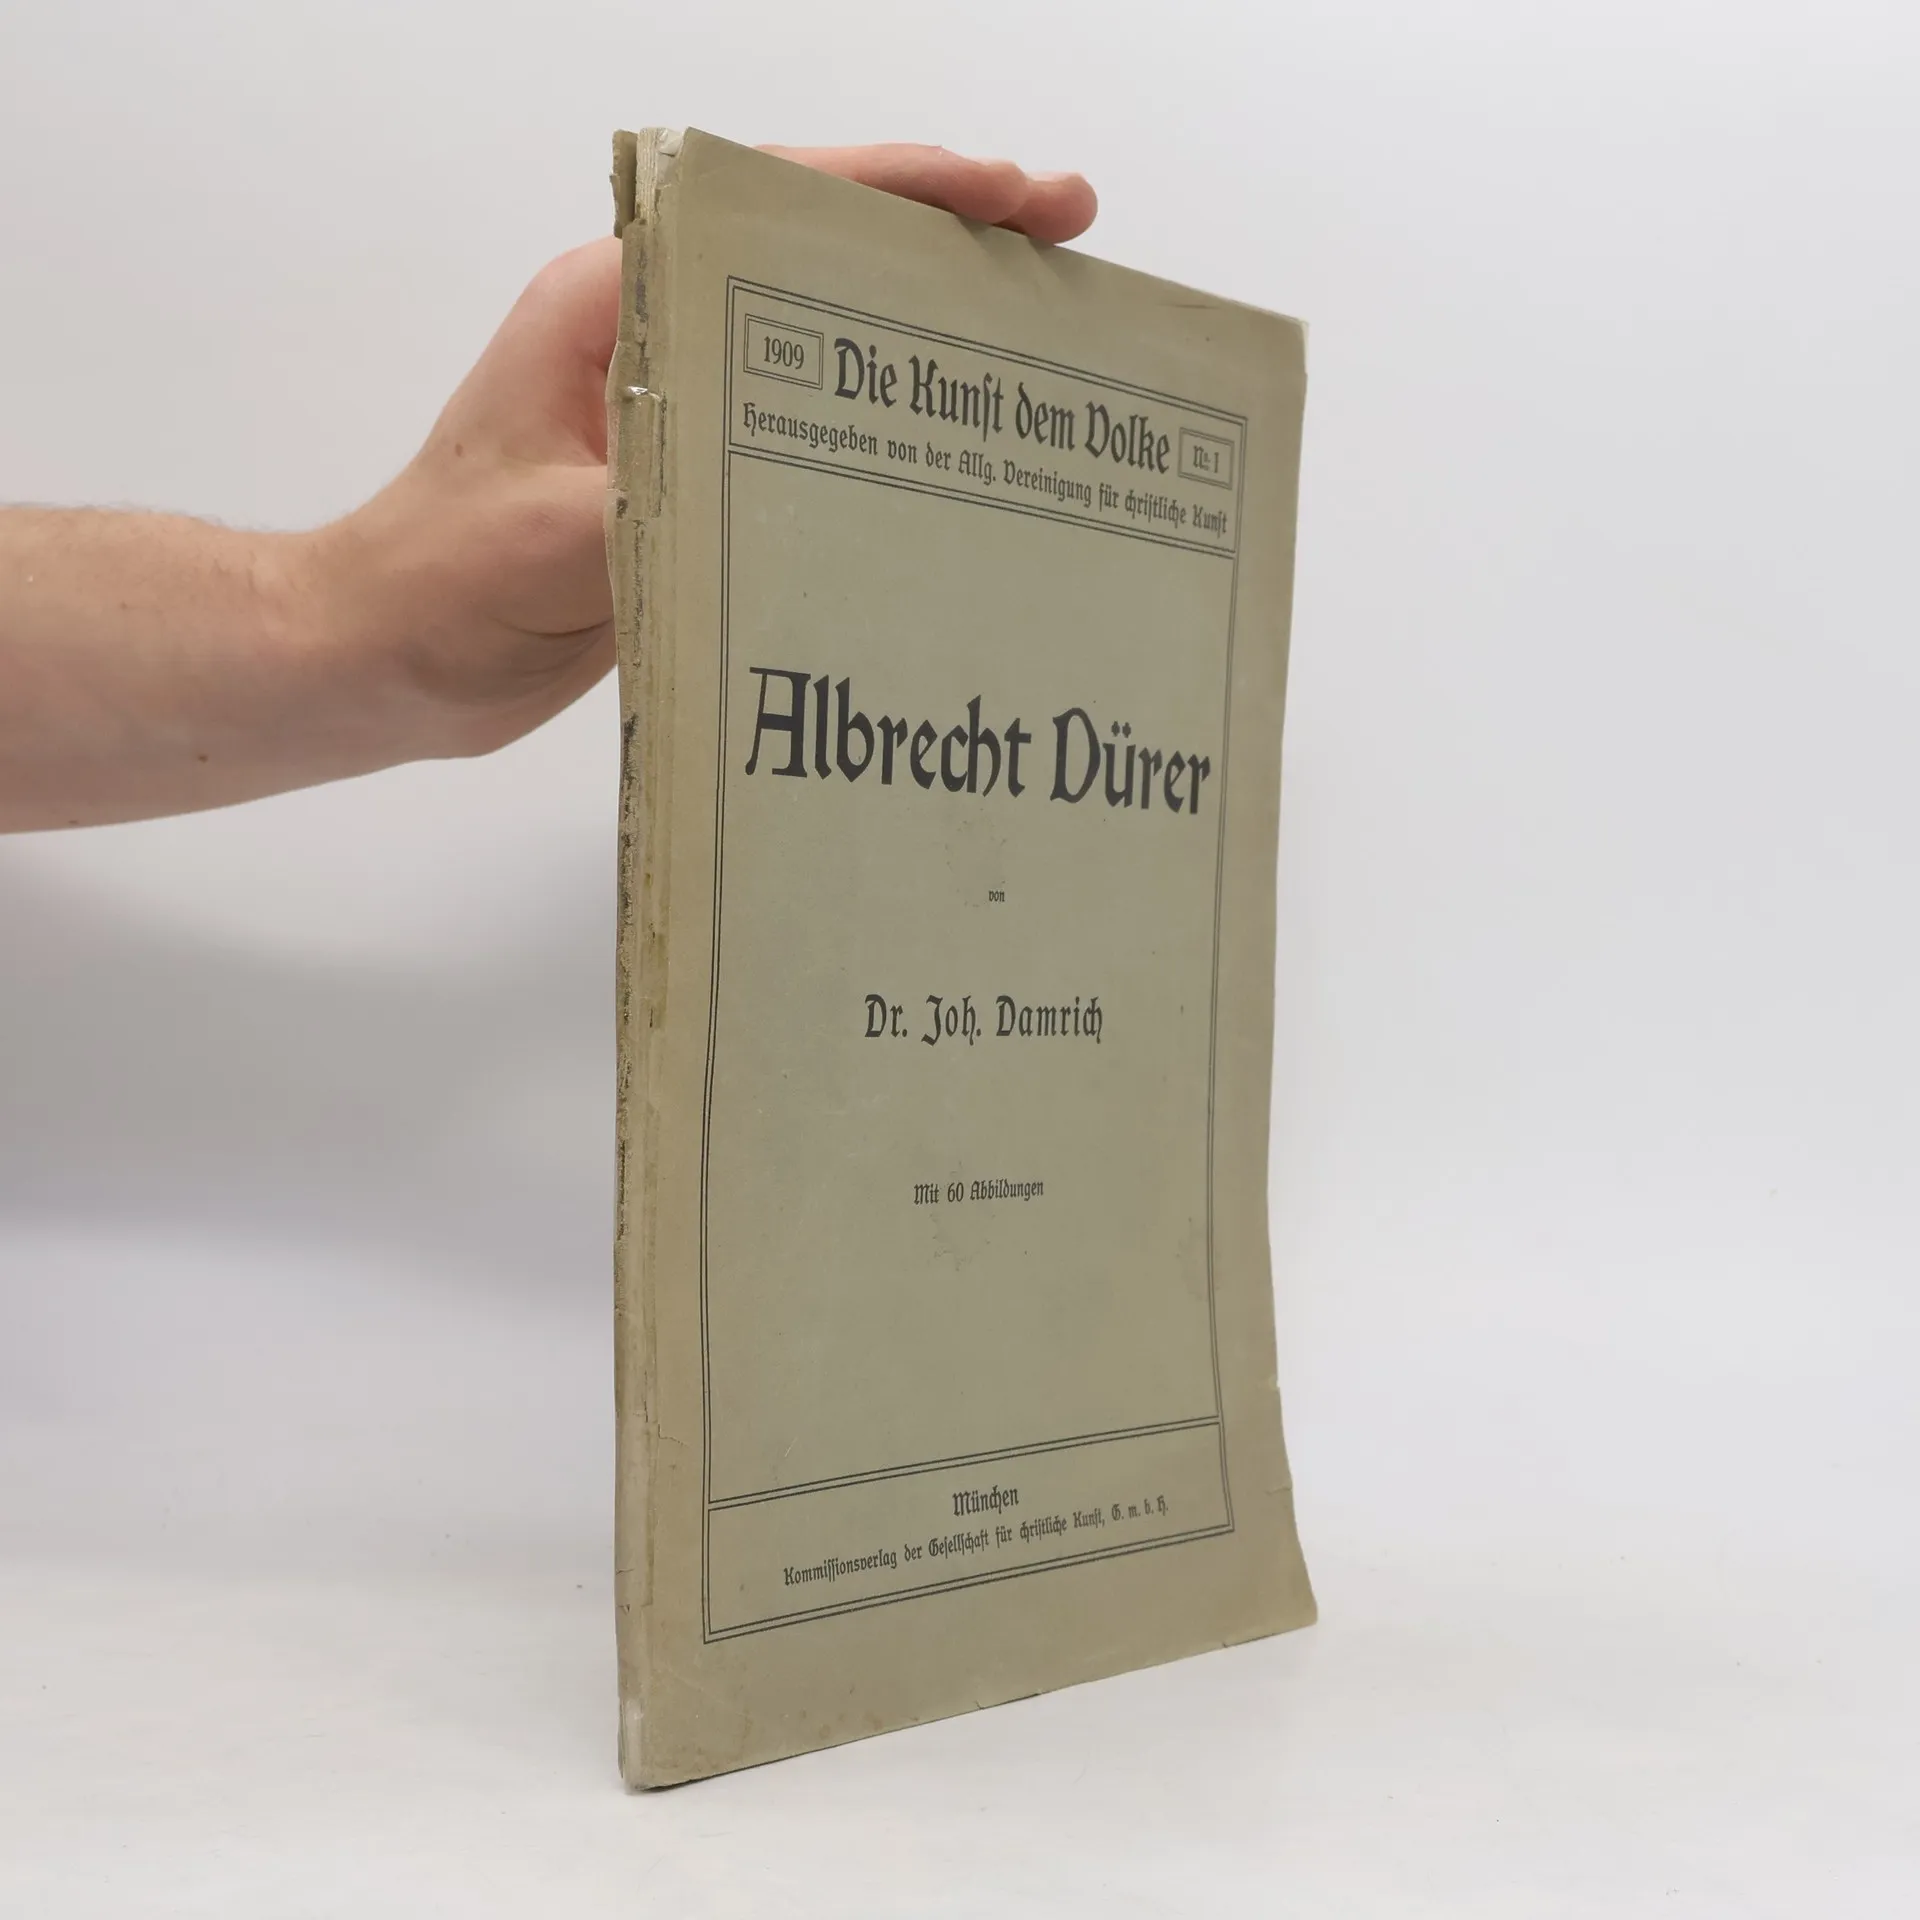 1909 Die Kunſt dem Volke No. 1
Herausgegeben von der Allg. Vereinigung für chriſtliche Kunſt
Albrecht Dürer
von
Dr. Joh. Damrich
Mit 60 Abbildungen
München
Kommiſſionsverlag der Geſellſchaft für chriſtliche Kunſt, G. m. b. H.